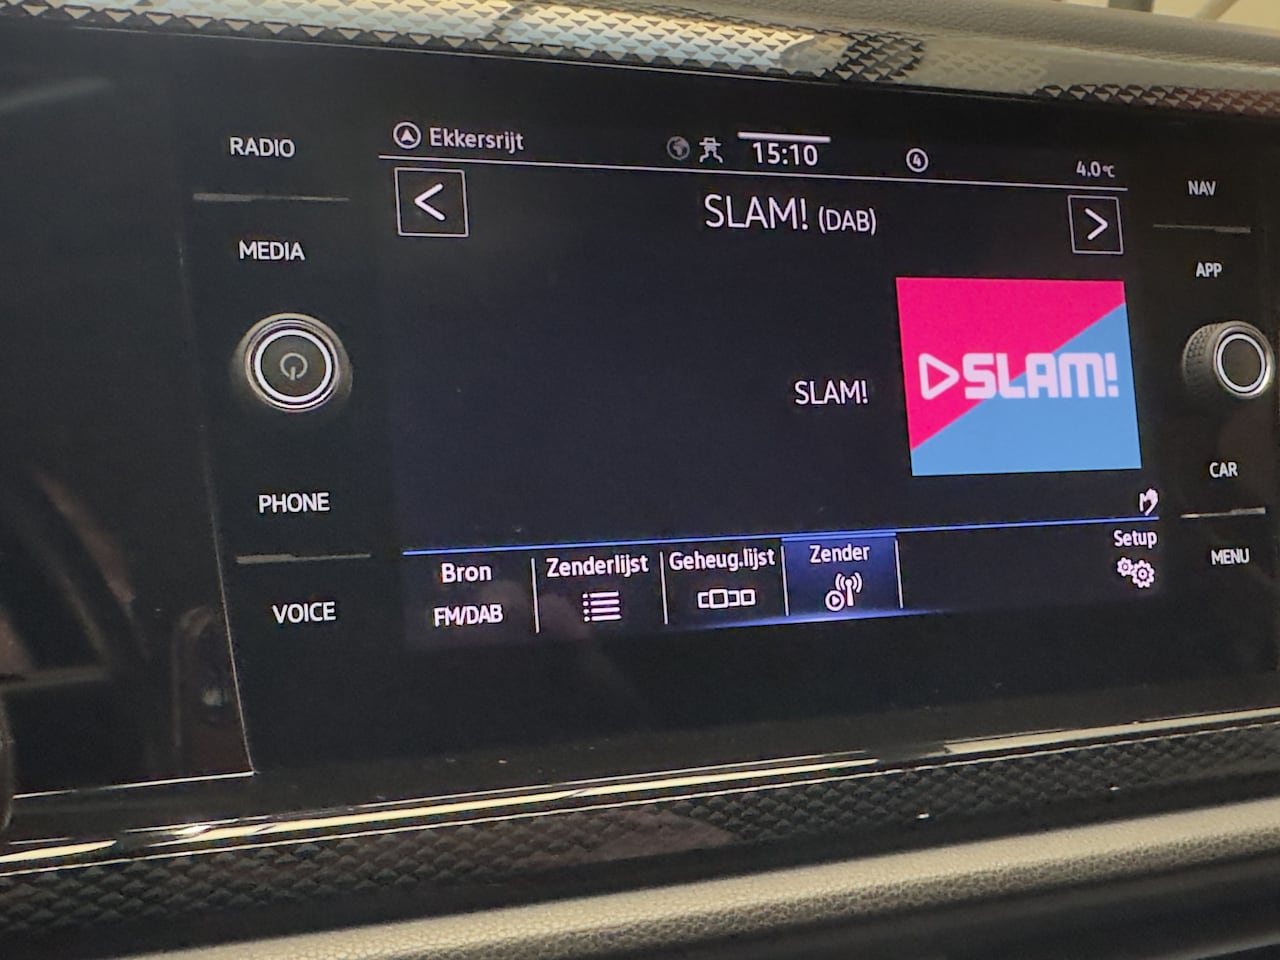 RADIO
MEDIA
PHONE
VOICE
Ekkersrijt
15:10
4
4.0°C
<
SLAM! (DAB)
>
SLAM!
SLAM!
Bron
FM/DAB
Zenderlijst
Geheug.lijst
Zender
Setup
NAV
APP
CAR
MENU